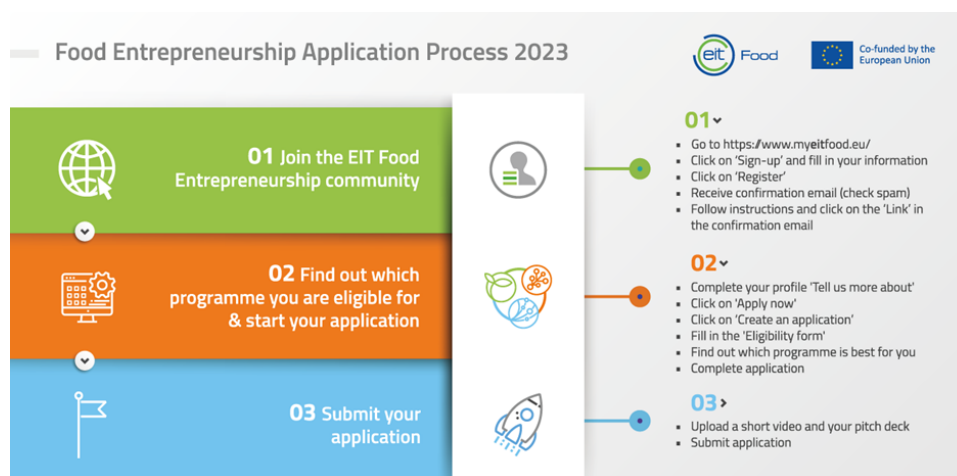 Food Entrepreneurship Application Process 2023
eit Food
Co-funded by the
European Union
01 Join the EIT Food
Entrepreneurship community
02 Find out which
programme you are eligible for
& start your application
03 Submit your
application
01
▪ Go to https://www.myeitfood.eu/
▪ Click on 'Sign-up' and fill in your information
▪ Click on 'Register'
▪ Receive confirmation email (check spam)
▪ Follow instructions and click on the 'Link' in
the confirmation email
02
▪ Complete your profile 'Tell us more about'
▪ Click on 'Apply now'
▪ Click on 'Create an application'
▪ Fill in the 'Eligibility form'
▪ Find out which programme is best for you
▪ Complete application
03
▪ Upload a short video and your pitch deck
▪ Submit application